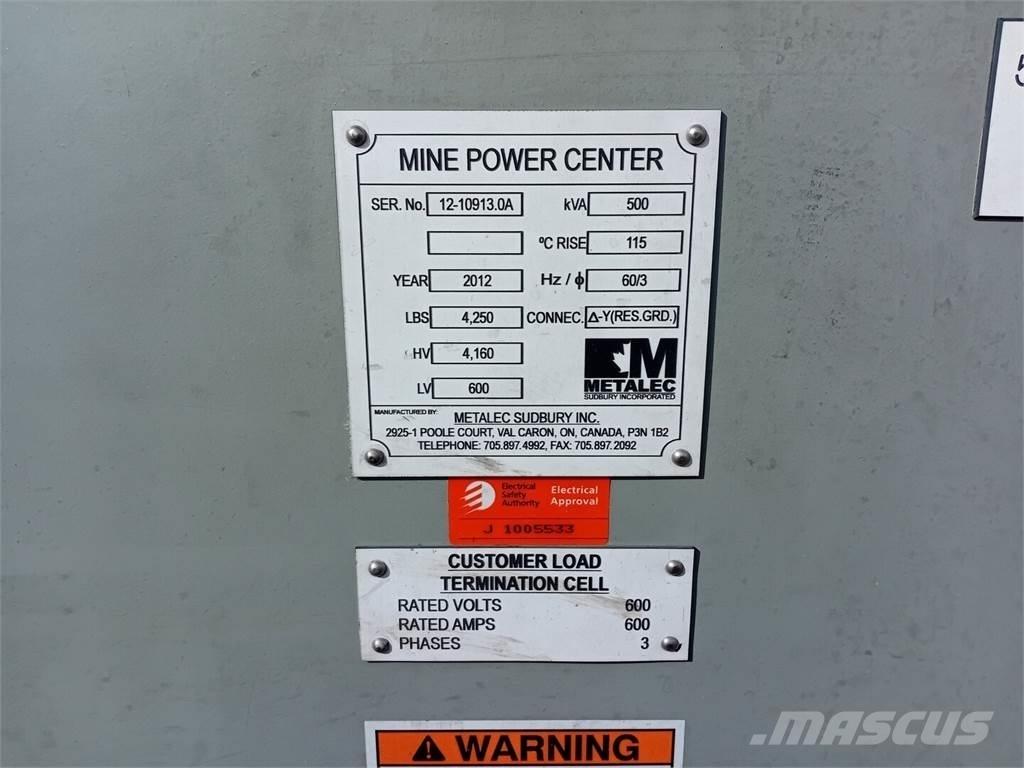 MINE POWER CENTER
SER. No. 12-10913.0A kVA 500
ºC RISE 115
YEAR 2012 Hz / ϕ 60/3
LBS 4,250 CONNEC. Δ-Y(RES.GRD.)
HV 4,160
LV 600
METALEC
SUDBURY INCORPORATED
MANUFACTURED BY:
METALEC SUDBURY INC.
2925-1 POOLE COURT, VAL CARON, ON, CANADA, P3N 1B2
TELEPHONE: 705.897.4992, FAX: 705.897.2092
Electrical Safety Authority
Electrical Approval
J 1005533
CUSTOMER LOAD
TERMINATION CELL
RATED VOLTS 600
RATED AMPS 600
PHASES 3
WARNING
MASCUS